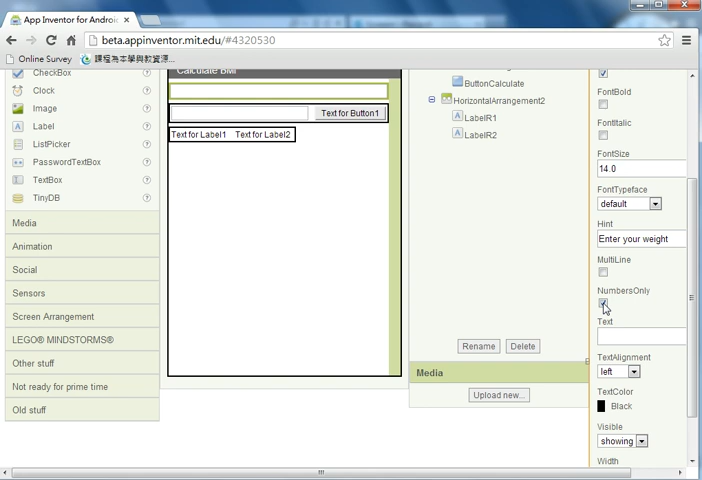 App Inventor for Android
beta.appinventor.mit.edu/#4320530
Online Survey
課程為本學與教資源...
CheckBox
Clock
Image
Label
ListPicker
PasswordTextBox
TextBox
TinyDB
Media
Animation
Social
Sensors
Screen Arrangement
LEGO® MINDSTORMS®
Other stuff
Not ready for prime time
Old stuff
Calculate BMI
Text for Button1
Text for Label1 Text for Label2
ButtonCalculate
HorizontalArrangement2
LabelR1
LabelR2
Rename Delete
Media
Upload new...
FontBold
FontItalic
FontSize
14.0
FontTypeface
default
Hint
Enter your weight
MultiLine
NumbersOnly
Text
TextAlignment
left
TextColor
Black
Visible
showing
Width